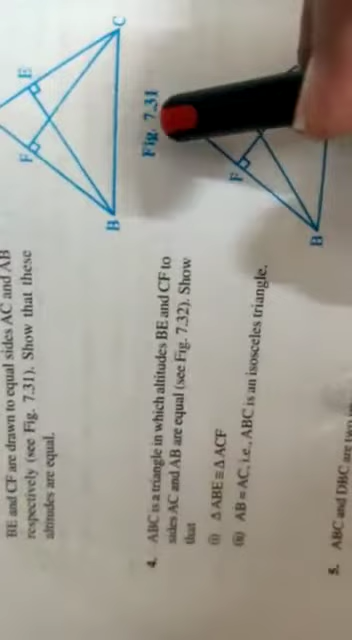 BE and CF are drawn to equal sides AC and AB
respectively (see Fig. 7.31). Show that these
altitudes are equal.
E
F
C
B
Fig. 7.31
4. ABC is a triangle in which altitudes BE and CF to
sides AC and AB are equal (see Fig. 7.32). Show
that
(i) Δ ABE ≅ Δ ACF
(ii) AB = AC, i.e., ABC is an isosceles triangle.
F
B
5. ABC and DBC are two